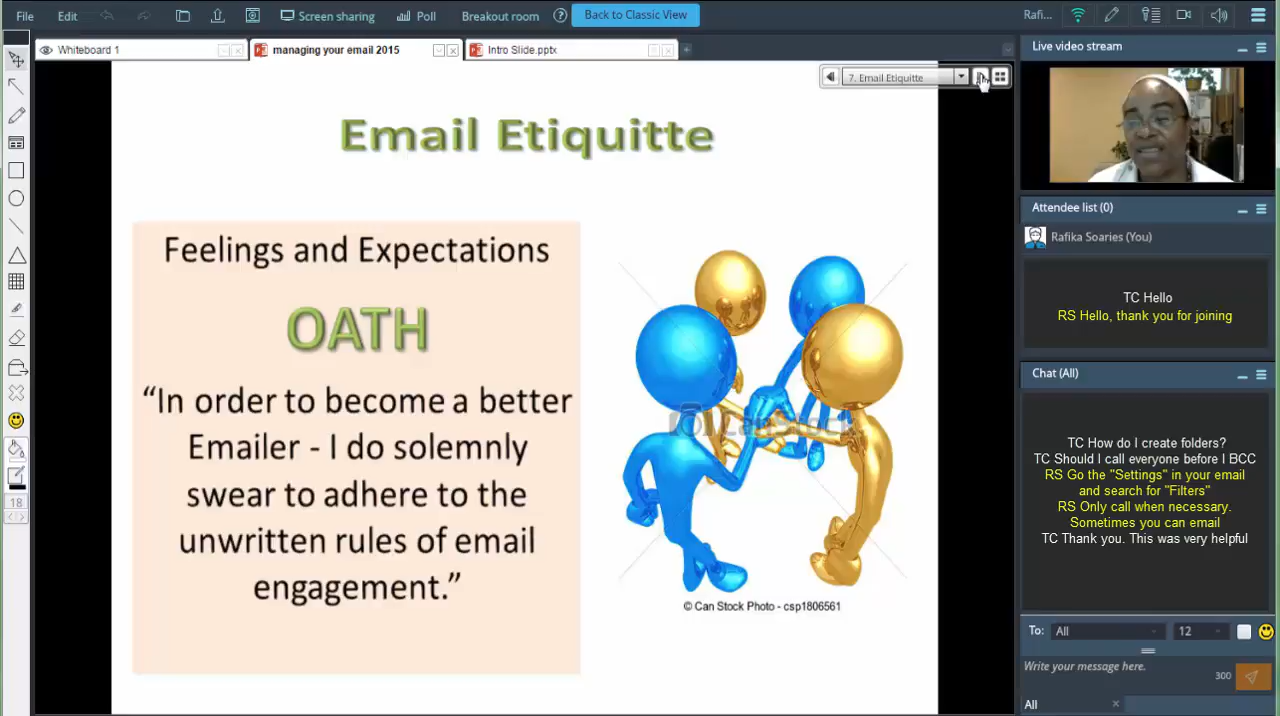 File Edit Screen sharing Poll Breakout room ? Back to Classic View Rafi...
Whiteboard 1 managing your email 2015 Intro Slide.pptx
7. Email Etiquitte
Email Etiquitte
Feelings and Expectations
OATH
“In order to become a better
Emailer - I do solemnly
swear to adhere to the
unwritten rules of email
engagement.”
CanStock
© Can Stock Photo - csp1806561
18
Live video stream
Attendee list (0)
Rafika Soaries (You)
TC Hello
RS Hello, thank you for joining
Chat (All)
TC How do I create folders?
TC Should I call everyone before I BCC
RS Go the "Settings" in your email
and search for "Filters"
RS Only call when necessary.
Sometimes you can email
TC Thank you. This was very helpful
To: All 12
Write your message here.
300
All